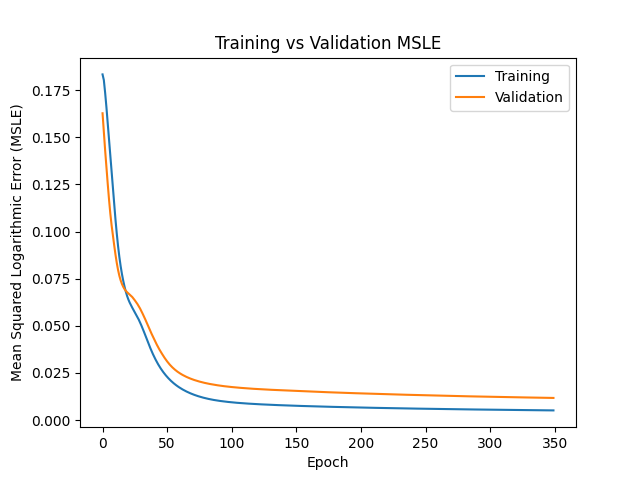 Training vs Validation MSLE
Training
Validation
Mean Squared Logarithmic Error (MSLE)
0.175
0.150
0.125
0.100
0.075
0.050
0.025
0.000
0 50 100 150 200 250 300 350
Epoch